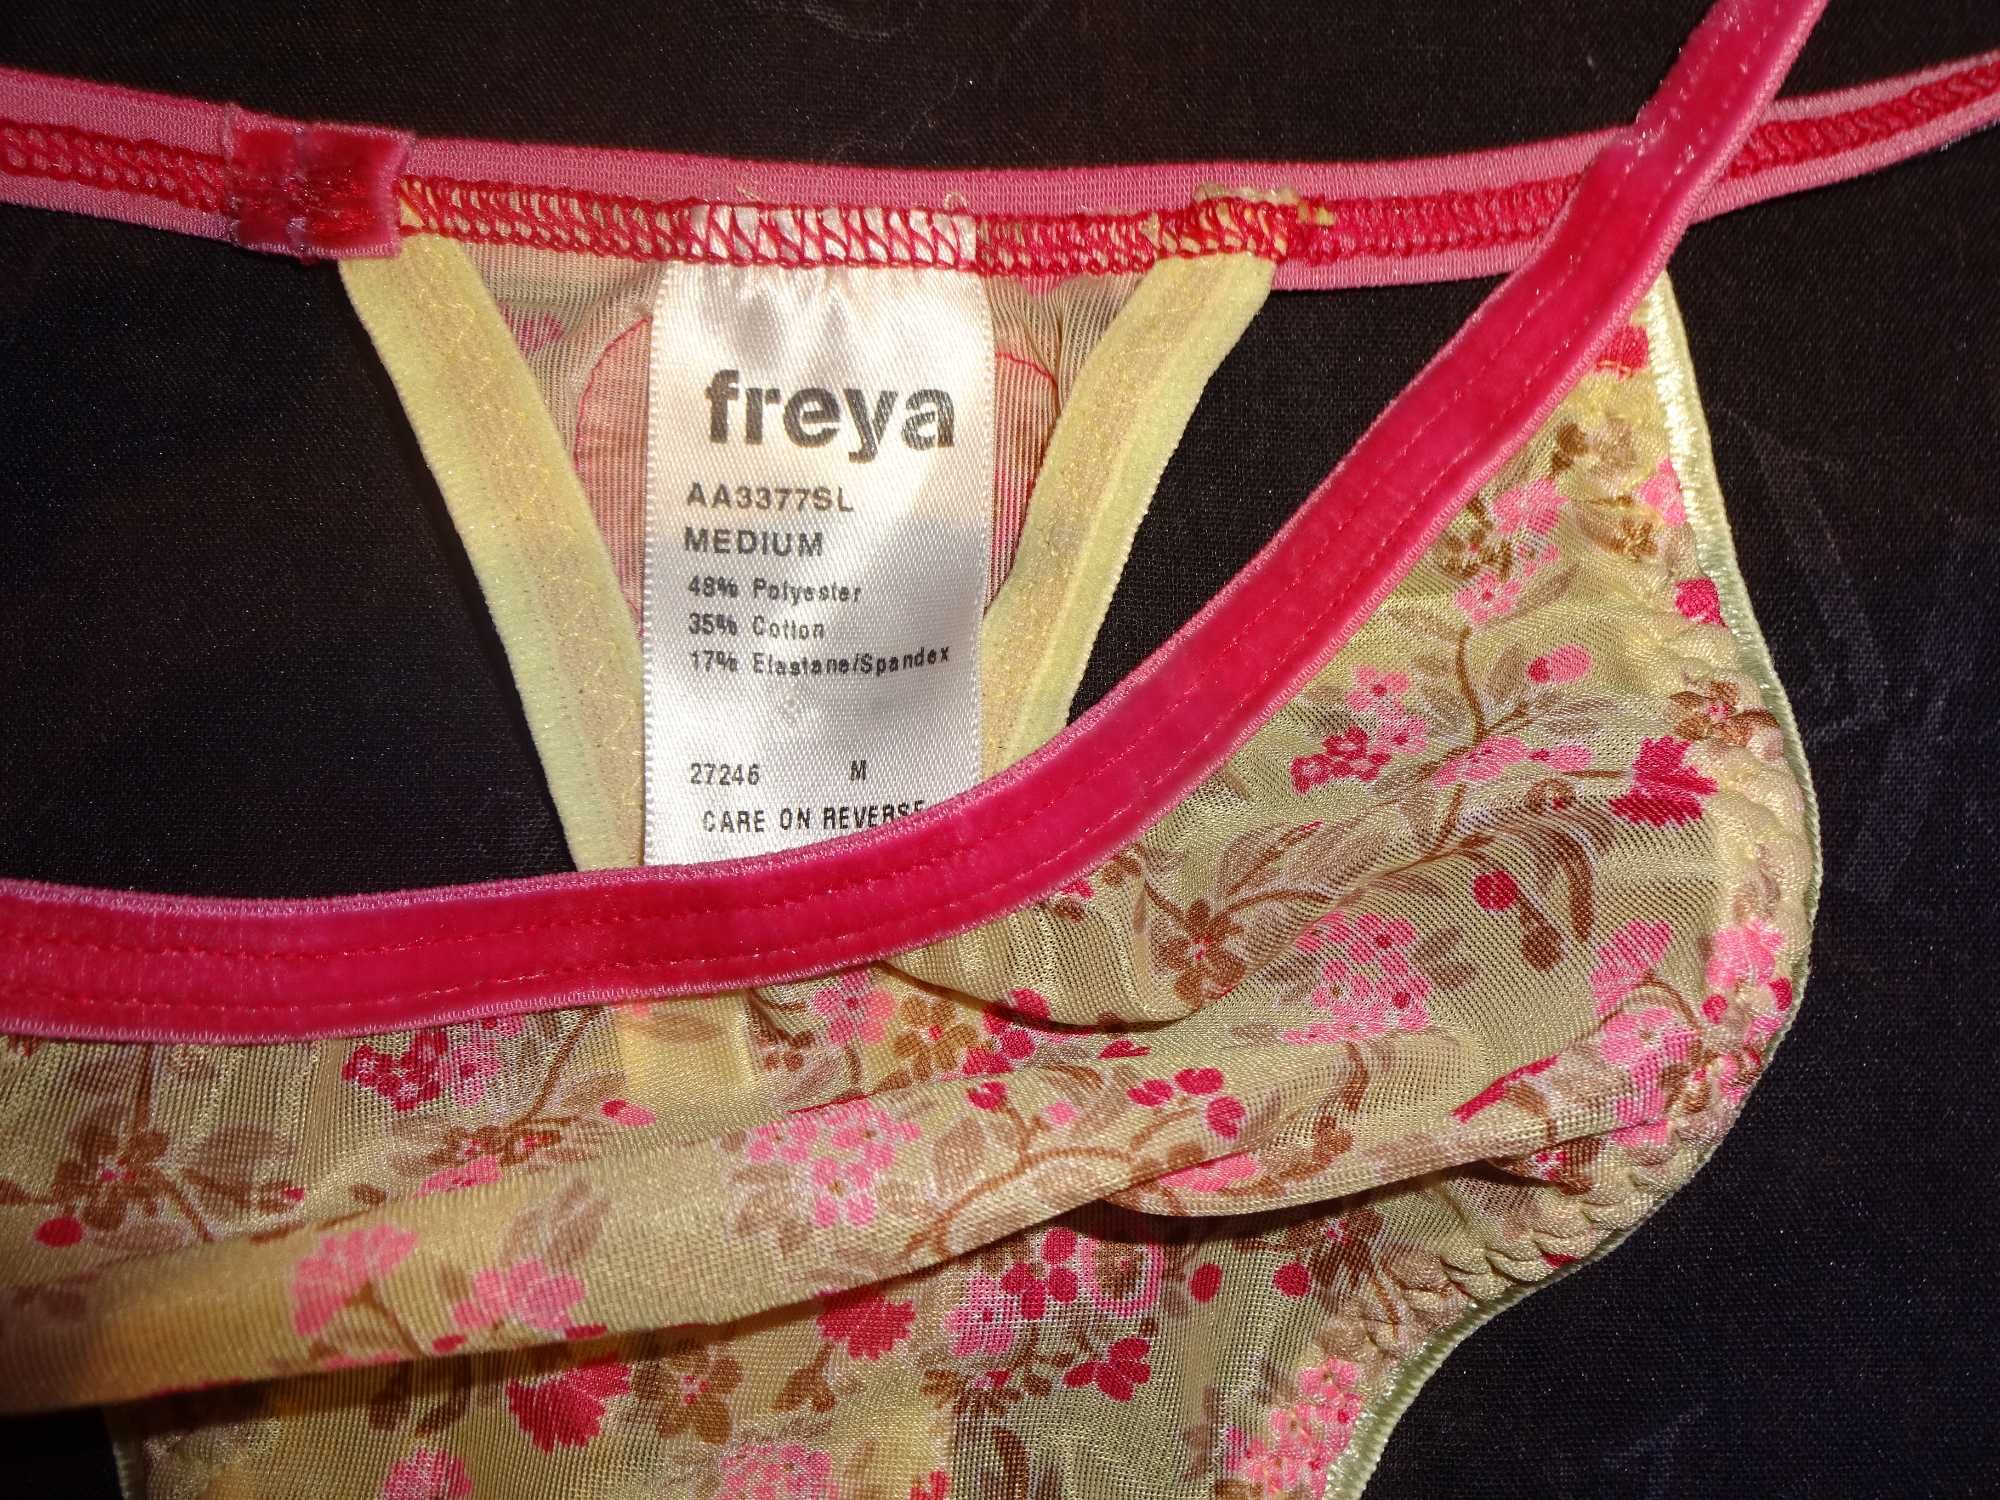 freya
AA3377SL
MEDIUM
48% Polyester
35% Cotton
17% Elastane/Spandex
27246 M
CARE ON REVERSE